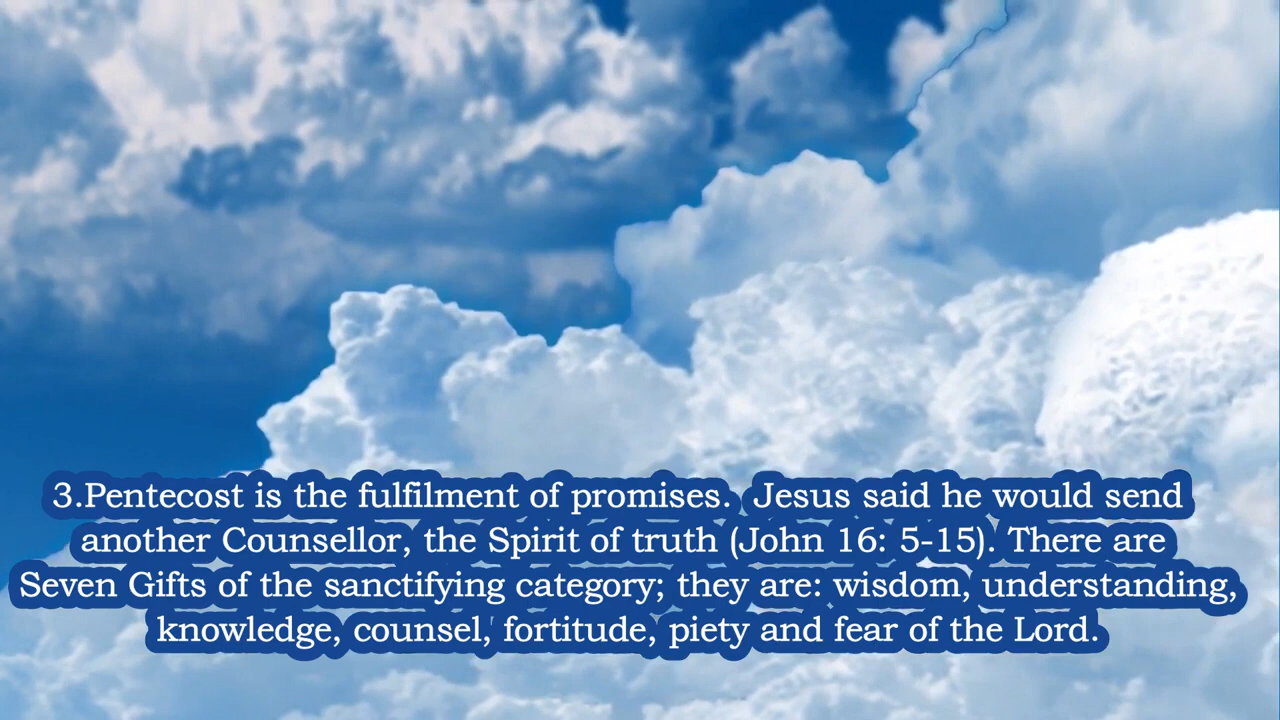 3.Pentecost is the fulfilment of promises.  Jesus said he would send
another Counsellor, the Spirit of truth (John 16: 5-15). There are
Seven Gifts of the sanctifying category; they are: wisdom, understanding,
knowledge, counsel, fortitude, piety and fear of the Lord.